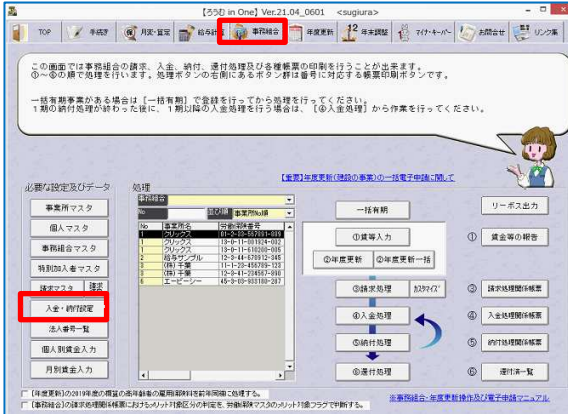 【ろうむ in One】 Ver.21.04_0601 <sugiura>
TOP 手続き 月変・算定 給与計算 事務組合 年度更新 12 年末調整 マイナ・キーパー お問合せ リンク集
この画面では事務組合の請求、入金、納付、還付処理及び各種帳票の印刷を行うことが出来ます。
①～⑥の順で処理を行います。処理ボタンの右側にあるボタン群は番号に対応する帳票印刷ボタンです。
一括有期事業がある場合は [一括有期] で登録を行ってから処理を行ってください。
1期の納付処理が終わった後に、1期以降の入金処理を行う場合は、[④入金処理] から作業を行ってください。
【重要】年度更新(建設の事業)の一括電子申請に関して
必要な設定及びデータ 処理
事業所マスタ
個人マスタ
事務組合マスタ
特別加入者マスタ
請求マスタ 請求
入金・納付設定
法人番号一覧
個人別賃金入力
月別賃金入力
事務組合
No 並び順 事業所No順
No 事業所名 労働保険番号
1 クリックス
1 クリックス
1 クリックス
2 給与サンプル
3 (株)千葉
3 (株)千葉
6 エービーシー
一括有期
①賃等入力
②年度更新 ②年度更新一括
③請求処理 カスタマイズ
④入金処理
⑤納付処理
⑥還付処理
リーボス出力
① 賃金等の報告
③ 請求処理関係帳票
④ 入金処理関係帳票
⑤ 納付処理関係帳票
⑥ 還付済一覧
[年度更新]の2019年度の概算の高年齢者の雇用保険料を前年同様に処理する。
[事務組合]の請求処理関係帳票におけるメリット対象区分の判定を、労働保険マスタのメリット対象フラグで判断する。
※事務組合-年度更新操作及び電子申請マニュアル